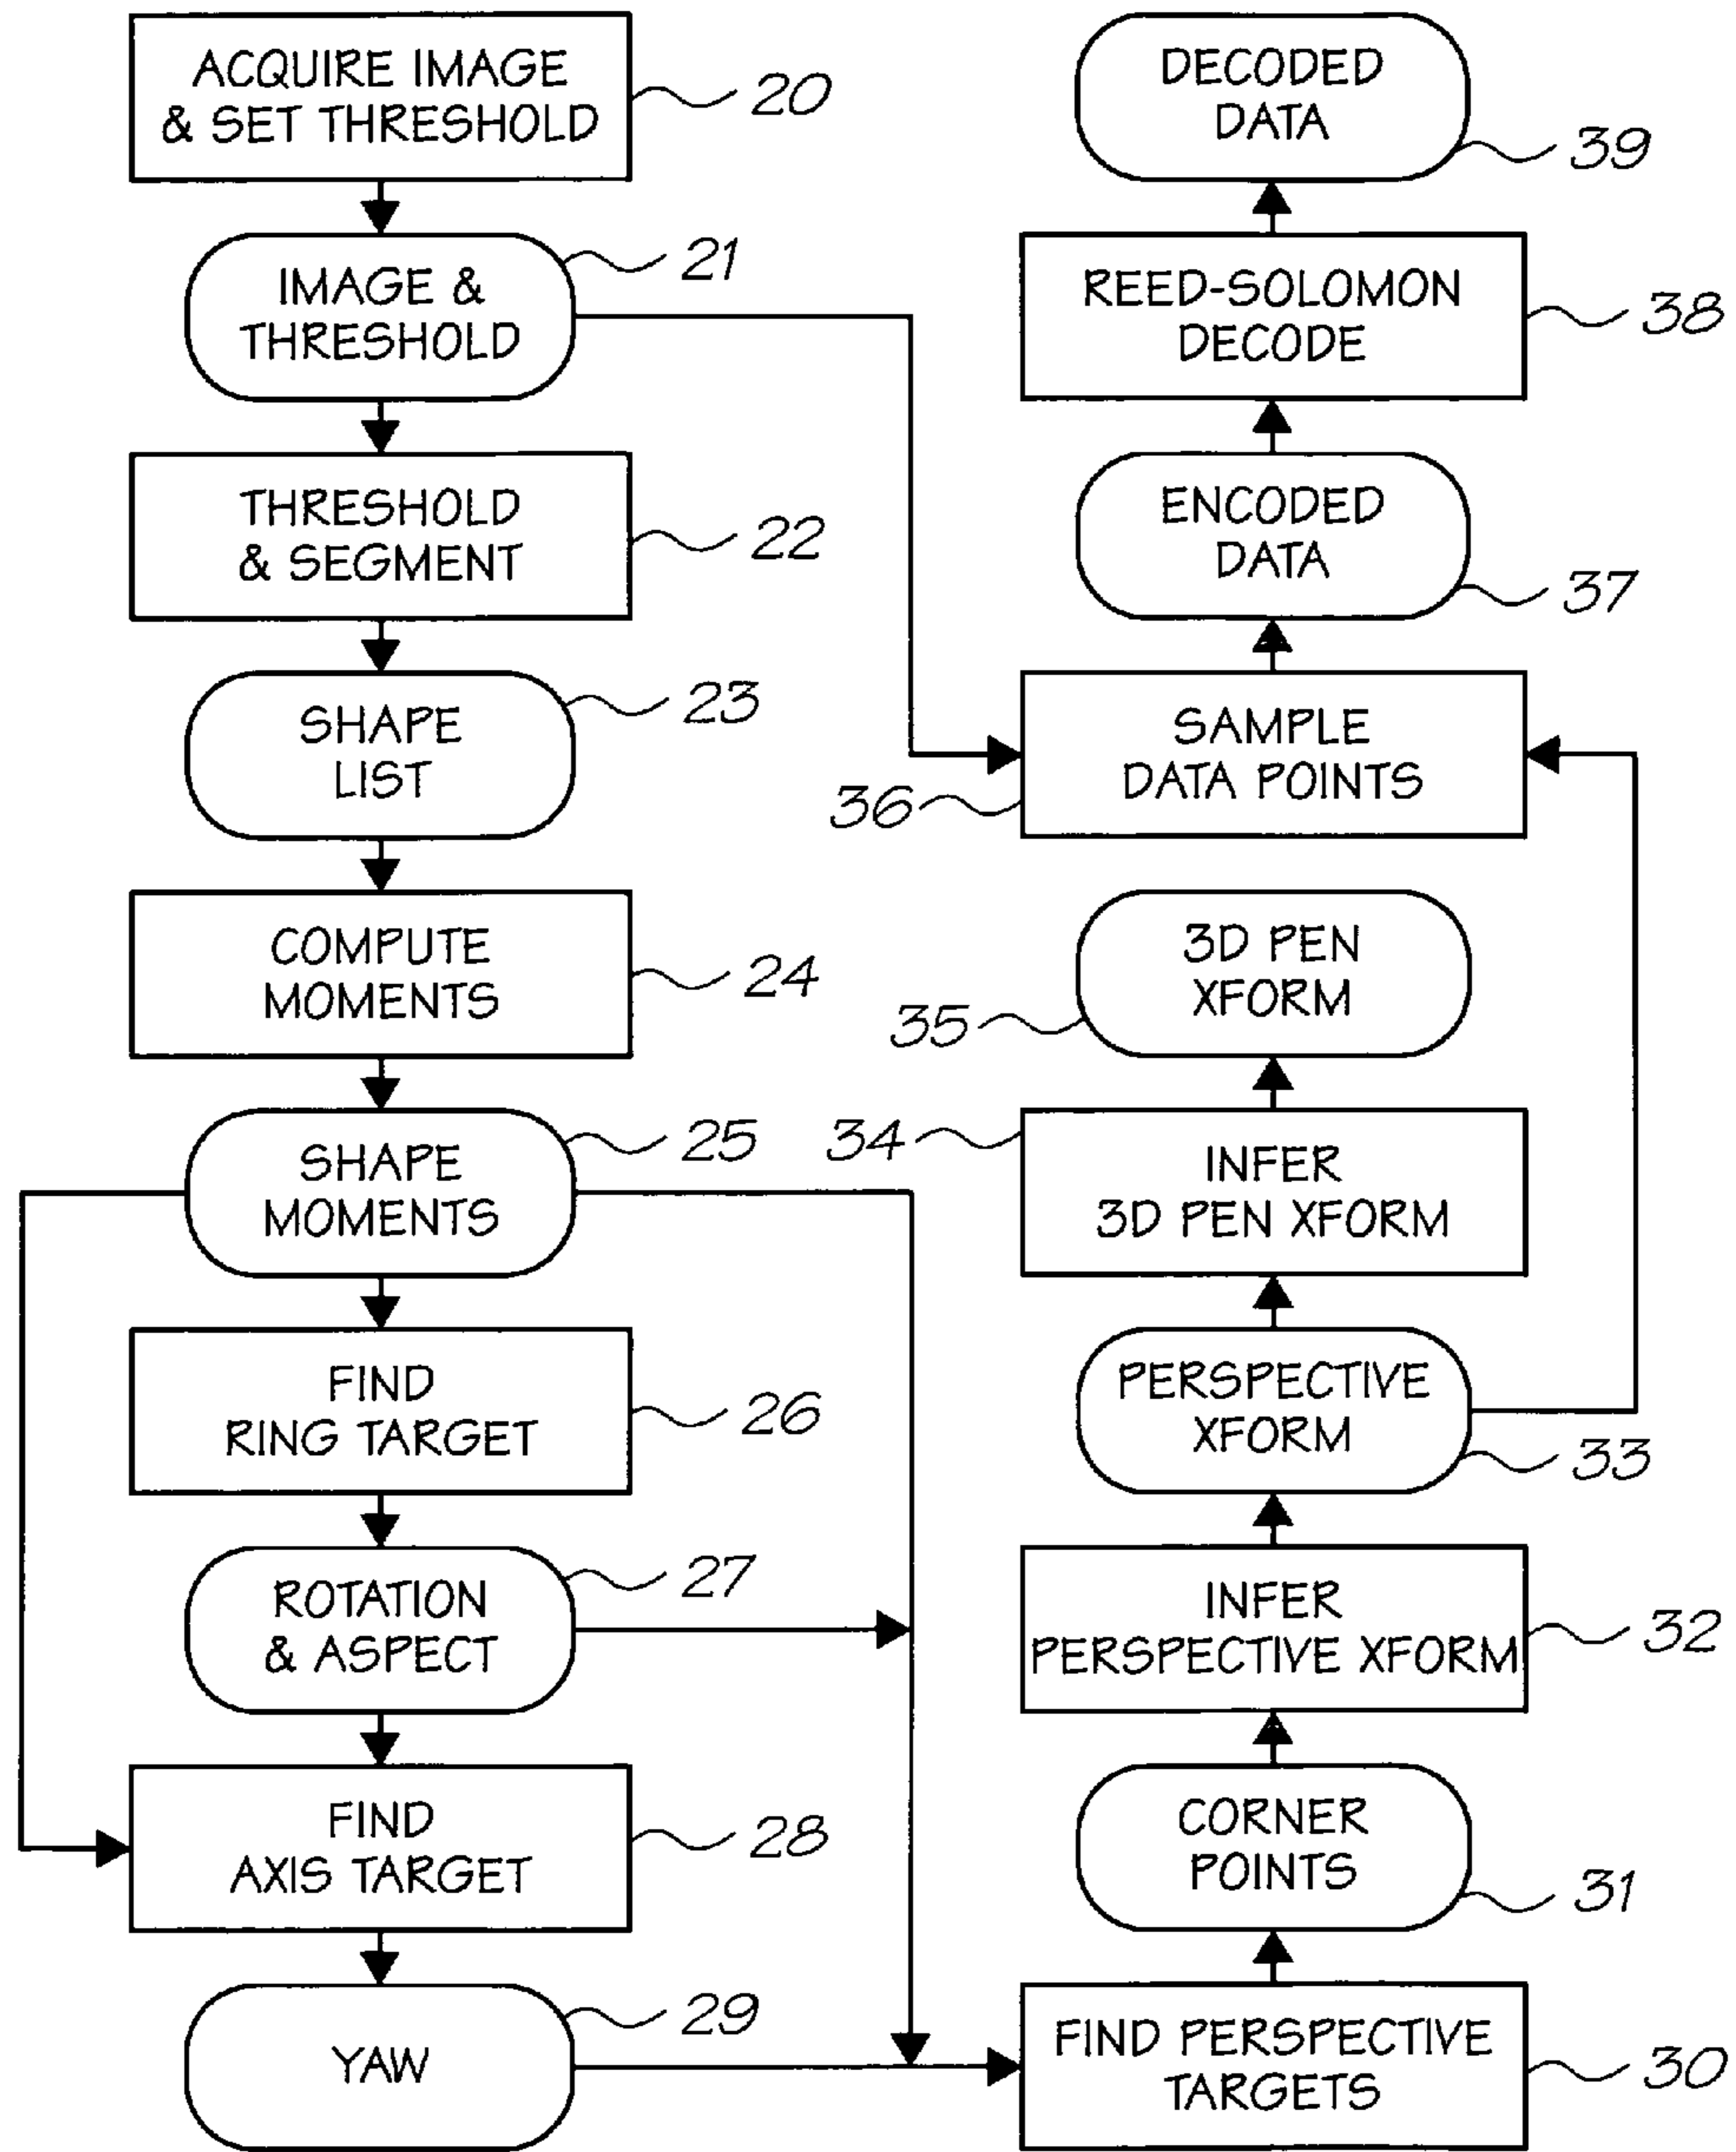 ACQUIRE IMAGE
& SET THRESHOLD
20
IMAGE &
THRESHOLD
21
THRESHOLD
& SEGMENT
22
SHAPE
LIST
23
COMPUTE
MOMENTS
24
SHAPE
MOMENTS
25
FIND
RING TARGET
26
ROTATION
& ASPECT
27
FIND
AXIS TARGET
28
YAW
29
DECODED
DATA
39
REED-SOLOMON
DECODE
38
ENCODED
DATA
37
SAMPLE
DATA POINTS
36
3D PEN
XFORM
35
INFER
3D PEN XFORM
34
PERSPECTIVE
XFORM
33
INFER
PERSPECTIVE XFORM
32
CORNER
POINTS
31
FIND PERSPECTIVE
TARGETS
30